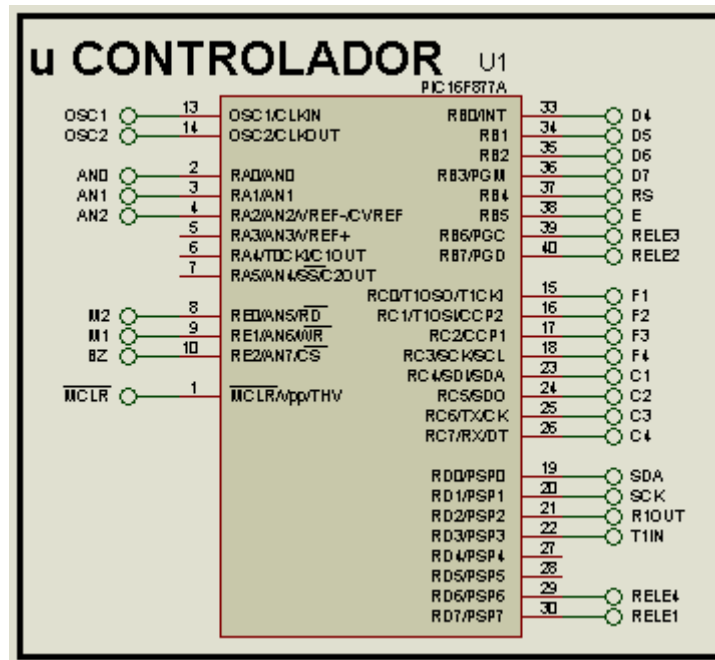 u CONTROLADOR U1
PIC16F877A
OSC1 13 OSC1/CLKIN RB0/INT 33 D4
OSC2 14 OSC2/CLKOUT RB1 34 D5
RB2 35 D6
AN0 2 RA0/AN0 RB3/PGM 36 D7
AN1 3 RA1/AN1 RB4 37 RS
AN2 4 RA2/AN2/VREF-/CVREF RB5 38 E
5 RA3/AN3/VREF+ RB6/PGC 39 RELE3
6 RA4/T0CKI/C1OUT RB7/PGD 40 RELE2
7 RA5/AN4/SS/C2OUT
RC0/T1OSO/T1CKI 15 F1
M2 8 RE0/AN5/RD RC1/T1OSI/CCP2 16 F2
M1 9 RE1/AN6/WR RC2/CCP1 17 F3
BZ 10 RE2/AN7/CS RC3/SCK/SCL 18 F4
RC4/SDI/SDA 23 C1
MCLR 1 MCLR/Vpp/THV RC5/SDO 24 C2
RC6/TX/CK 25 C3
RC7/RX/DT 26 C4
RD0/PSP0 19 SDA
RD1/PSP1 20 SCK
RD2/PSP2 21 R1OUT
RD3/PSP3 22 T1IN
RD4/PSP4 27
RD5/PSP5 28
RD6/PSP6 29 RELE4
RD7/PSP7 30 RELE1